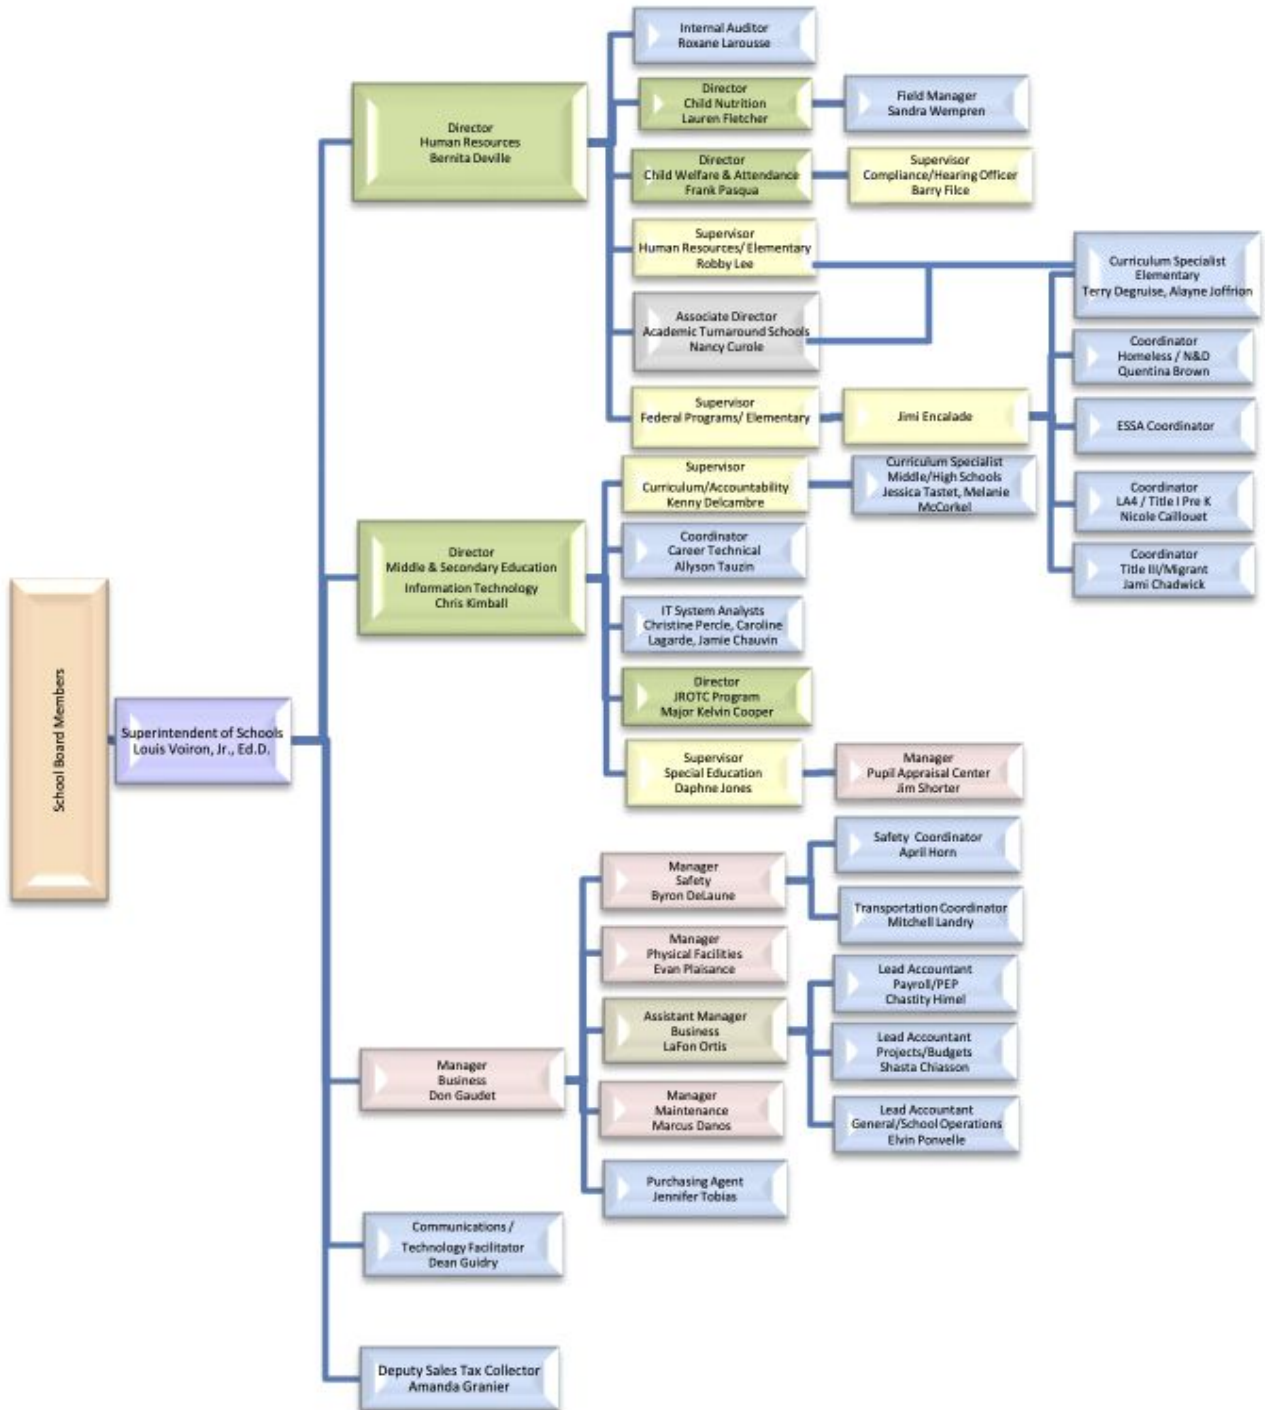 School Board Members
Superintendent of Schools
Louis Voiron, Jr., Ed.D.
Director
Human Resources
Bernita Deville
Internal Auditor
Roxane Larousse
Director
Child Nutrition
Lauren Fletcher
Field Manager
Sandra Wempren
Director
Child Welfare & Attendance
Frank Pasqua
Supervisor
Compliance/Hearing Officer
Barry Filce
Supervisor
Human Resources/ Elementary
Robby Lee
Associate Director
Academic Turnaround Schools
Nancy Curole
Supervisor
Federal Programs/ Elementary
Jimi Encalade
Curriculum Specialist
Elementary
Terry Degruise, Alayne Joffrion
Coordinator
Homeless / N&D
Quentina Brown
ESSA Coordinator
Coordinator
LA4 / Title I Pre K
Nicole Caillouet
Coordinator
Title III/Migrant
Jami Chadwick
Director
Middle & Secondary Education
Information Technology
Chris Kimball
Supervisor
Curriculum/Accountability
Kenny Delcambre
Curriculum Specialist
Middle/High Schools
Jessica Tastet, Melanie
McCorkel
Coordinator
Career Technical
Allyson Tauzin
IT System Analysts
Christine Percle, Caroline
Lagarde, Jamie Chauvin
Director
JROTC Program
Major Kelvin Cooper
Supervisor
Special Education
Daphne Jones
Manager
Pupil Appraisal Center
Jim Shorter
Manager
Business
Don Gaudet
Manager
Safety
Byron DeLaune
Safety Coordinator
April Horn
Transportation Coordinator
Mitchell Landry
Manager
Physical Facilities
Evan Plaisance
Assistant Manager
Business
LaFon Ortis
Lead Accountant
Payroll/PEP
Chastity Himel
Lead Accountant
Projects/Budgets
Shasta Chiasson
Lead Accountant
General/School Operations
Elvin Ponvelle
Manager
Maintenance
Marcus Danos
Purchasing Agent
Jennifer Tobias
Communications /
Technology Facilitator
Dean Guidry
Deputy Sales Tax Collector
Amanda Granier